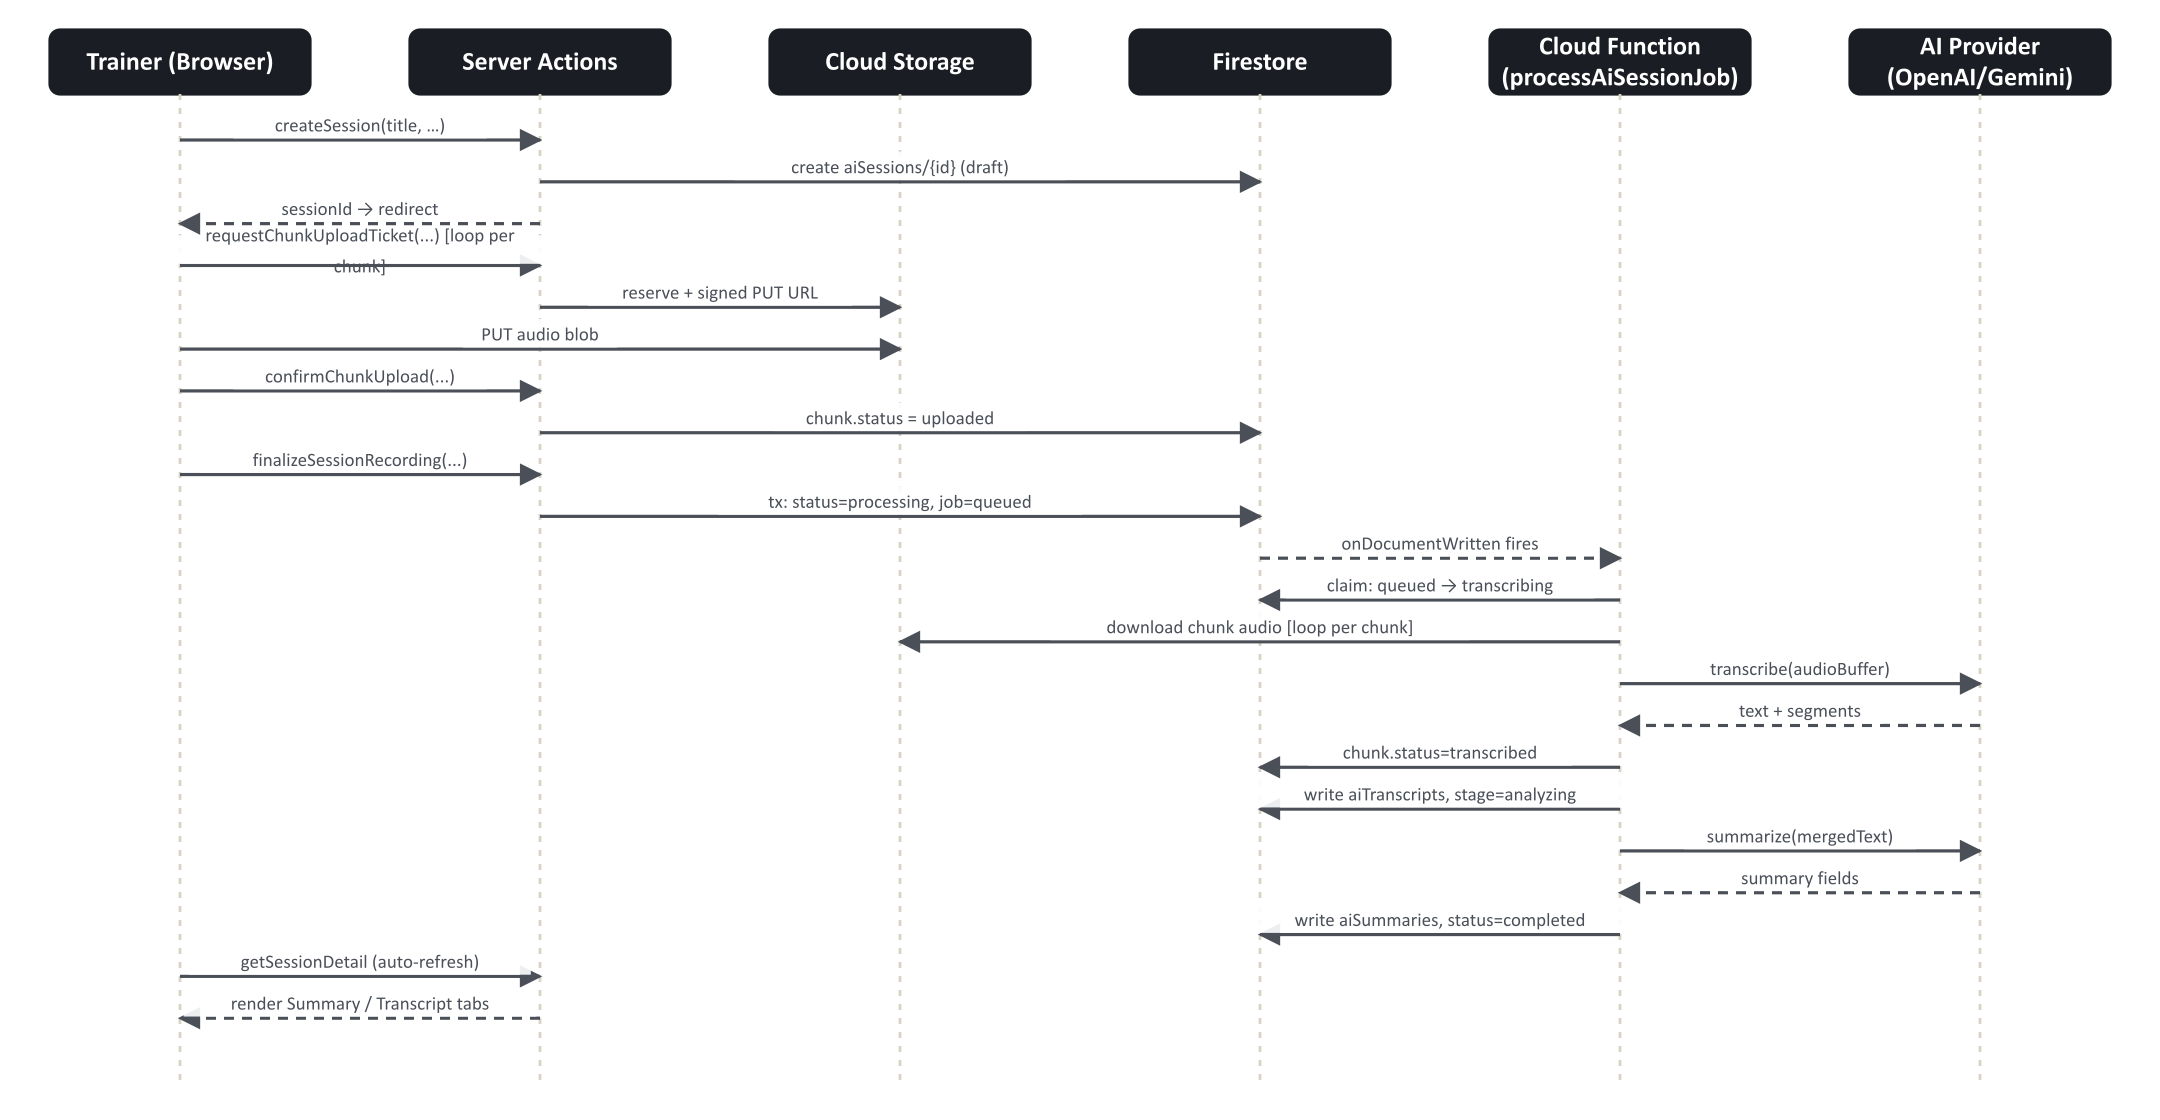 Trainer (Browser)
Server Actions
Cloud Storage
Firestore
Cloud Function
(processAiSessionJob)
AI Provider
(OpenAI/Gemini)
createSession(title, ...)
create aiSessions/{id} (draft)
sessionId → redirect
requestChunkUploadTicket(...) [loop per
chunk]
reserve + signed PUT URL
PUT audio blob
confirmChunkUpload(...)
chunk.status = uploaded
finalizeSessionRecording(...)
tx: status=processing, job=queued
onDocumentWritten fires
claim: queued → transcribing
download chunk audio [loop per chunk]
transcribe(audioBuffer)
text + segments
chunk.status=transcribed
write aiTranscripts, stage=analyzing
summarize(mergedText)
summary fields
write aiSummaries, status=completed
getSessionDetail (auto-refresh)
render Summary / Transcript tabs